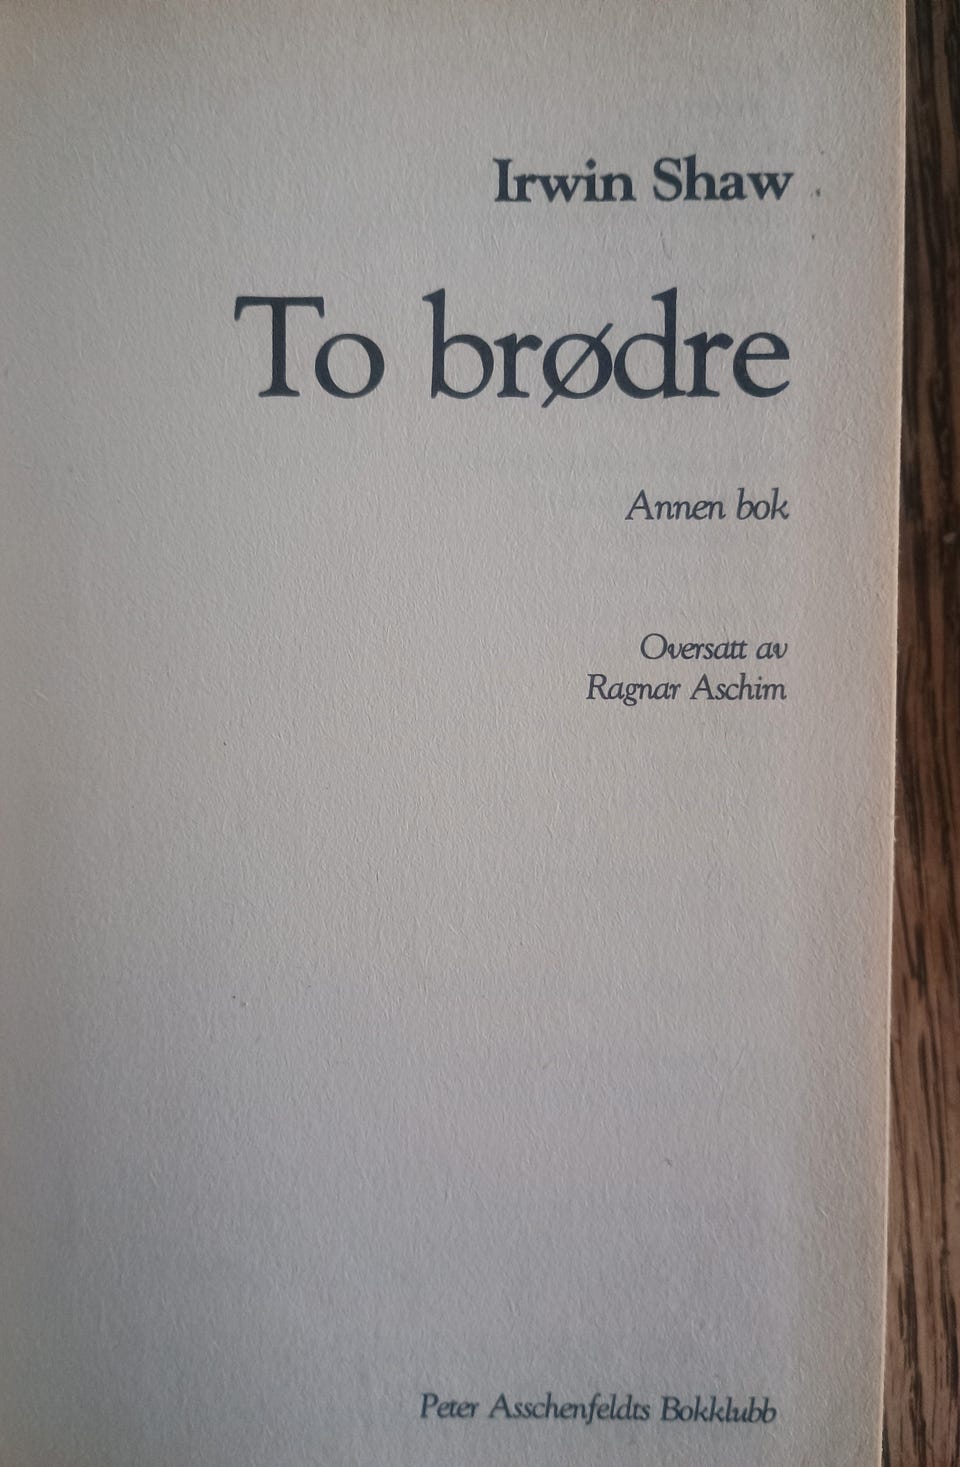 Irwin Shaw
To brødre
Annen bok
Oversatt av
Ragnar Aschim
Peter Asschenfeldts Bokklubb